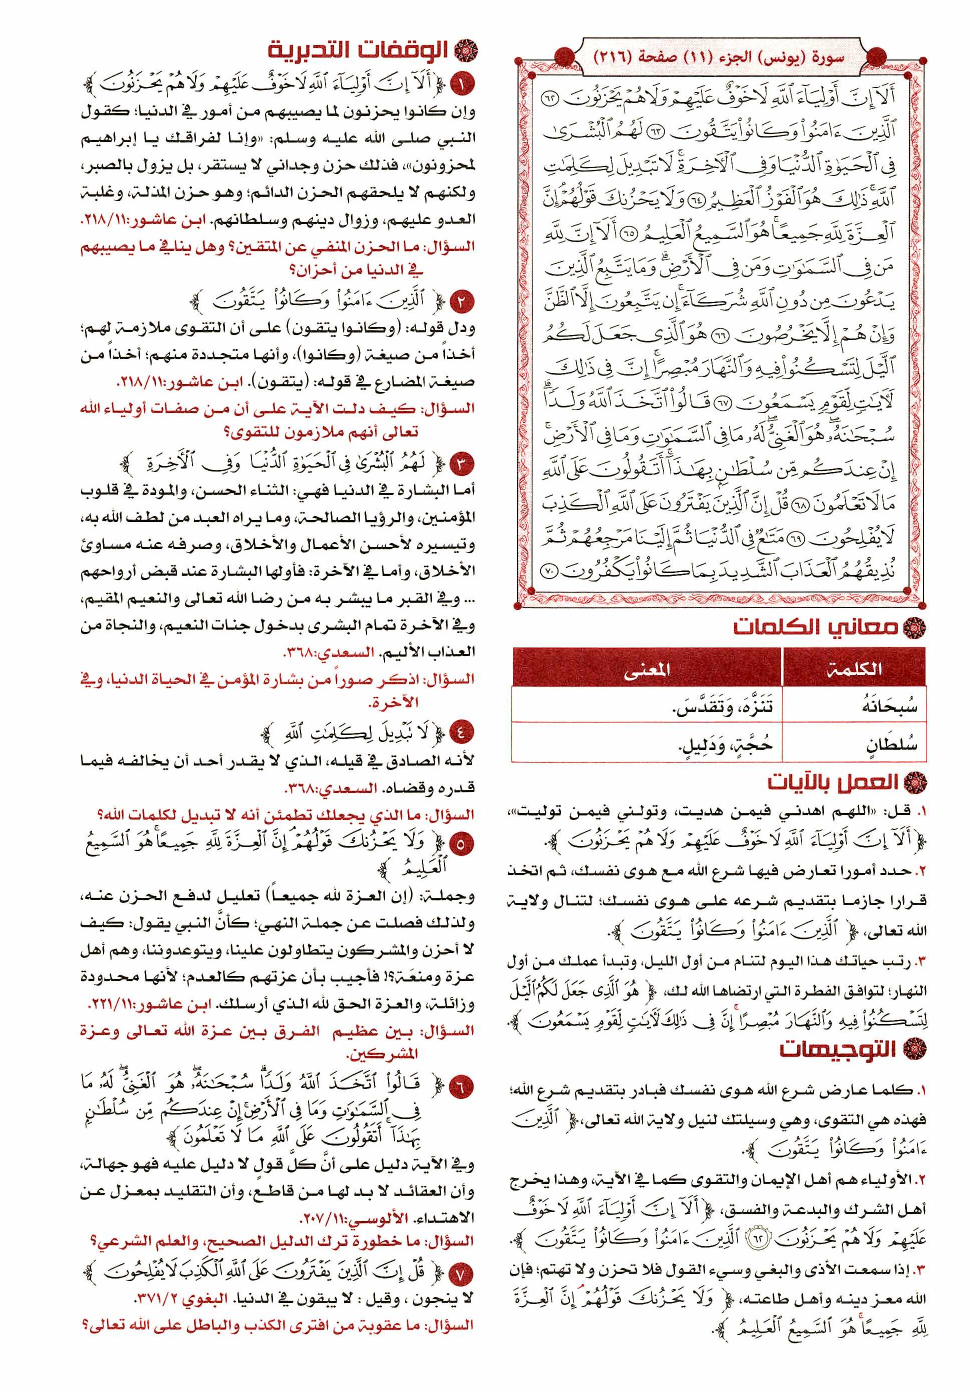 سورة (يونس) الجزء (١١) صفحة (٢١٦)
أَلَآ إِنَّ أَوْلِيَآءَ ٱللَّهِ لَا خَوْفٌ عَلَيْهِمْ وَلَا هُمْ يَحْزَنُونَ ٦٢
ٱلَّذِينَ ءَامَنُوا۟ وَكَانُوا۟ يَتَّقُونَ ٦٣ لَهُمُ ٱلْبُشْرَىٰ
فِى ٱلْحَيَوٰةِ ٱلدُّنْيَا وَفِى ٱلْءَاخِرَةِ ۚ لَا تَبْدِيلَ لِكَلِمَٰتِ
ٱللَّهِ ۚ ذَٰلِكَ هُوَ ٱلْفَوْزُ ٱلْعَظِيمُ ٦٤ وَلَا يَحْزُنكَ قَوْلُهُمْ ۘ إِنَّ
ٱلْعِزَّةَ لِلَّهِ جَمِيعًا ۚ هُوَ ٱلسَّمِيعُ ٱلْعَلِيمُ ٦٥ أَلَآ إِنَّ لِلَّهِ
مَن فِى ٱلسَّمَٰوَٰتِ وَمَن فِى ٱلْأَرْضِ ۗ وَمَا يَتَّبِعُ ٱلَّذِينَ
يَدْعُونَ مِن دُونِ ٱللَّهِ شُرَكَآءَ ۚ إِن يَتَّبِعُونَ إِلَّا ٱلظَّنَّ
وَإِنْ هُمْ إِلَّا يَخْرُصُونَ ٦٦ هُوَ ٱلَّذِى جَعَلَ لَكُمُ
ٱلَّيْلَ لِتَسْكُنُوا۟ فِيهِ وَٱلنَّهَارَ مُبْصِرًا ۚ إِنَّ فِى ذَٰلِكَ
لَءَايَٰتٍ لِّقَوْمٍ يَسْمَعُونَ ٦٧ قَالُوا۟ ٱتَّخَذَ ٱللَّهُ وَلَدًا ۗ
سُبْحَٰنَهُۥ ۖ هُوَ ٱلْغَنِىُّ ۖ لَهُۥ مَا فِى ٱلسَّمَٰوَٰتِ وَمَا فِى ٱلْأَرْضِ ۚ
إِنْ عِندَكُم مِّن سُلْطَٰنٍۭ بِهَٰذَآ ۚ أَتَقُولُونَ عَلَى ٱللَّهِ
مَا لَا تَعْلَمُونَ ٦٨ قُلْ إِنَّ ٱلَّذِينَ يَفْتَرُونَ عَلَى ٱللَّهِ ٱلْكَذِبَ
لَا يُفْلِحُونَ ٦٩ مَتَٰعٌ فِى ٱلدُّنْيَا ثُمَّ إِلَيْنَا مَرْجِعُهُمْ ثُمَّ
نُذِيقُهُمُ ٱلْعَذَابَ ٱلشَّدِيدَ بِمَا كَانُوا۟ يَكْفُرُونَ ٧٠
معاني الكلمات
الكلمة المعنى
سُبحَانَهُ تَنَزَّهَ، وَتَقَدَّسَ.
سُلطَانٍ حُجَّةٍ، وَدَلِيلٍ.
العمل بالآيات
١. قل: «اللهم اهدني فيمن هديت، وتولني فيمن توليت»،
﴿ أَلَآ إِنَّ أَوْلِيَآءَ ٱللَّهِ لَا خَوْفٌ عَلَيْهِمْ وَلَا هُمْ يَحْزَنُونَ ﴾.
٢. حدد أمورا تعارض فيها شرع الله مع هوى نفسك، ثم اتخذ
قرارا جازما بتقديم شرعه على هوى نفسك؛ لتنال ولاية
الله تعالى، ﴿ ٱلَّذِينَ ءَامَنُوا۟ وَكَانُوا۟ يَتَّقُونَ ﴾.
٣. رتب حياتك هذا اليوم لتنام من أول الليل، وتبدأ عملك من أول
النهار؛ لتوافق الفطرة التي ارتضاها الله لك، ﴿ هُوَ ٱلَّذِى جَعَلَ لَكُمُ ٱلَّيْلَ
لِتَسْكُنُوا۟ فِيهِ وَٱلنَّهَارَ مُبْصِرًا ۚ إِنَّ فِى ذَٰلِكَ لَءَايَٰتٍ لِّقَوْمٍ يَسْمَعُونَ ﴾.
التوجيهات
١. كلما عارض شرع الله هوى نفسك فبادر بتقديم شرع الله؛
فهذه هي التقوى، وهي وسيلتك لنيل ولاية الله تعالى، ﴿ ٱلَّذِينَ
ءَامَنُوا۟ وَكَانُوا۟ يَتَّقُونَ ﴾.
٢. الأولياء هم أهل الإيمان والتقوى كما في الآية، وهذا يخرج
أهل الشرك والبدعة والفسق، ﴿ أَلَآ إِنَّ أَوْلِيَآءَ ٱللَّهِ لَا خَوْفٌ
عَلَيْهِمْ وَلَا هُمْ يَحْزَنُونَ ٦٢ ٱلَّذِينَ ءَامَنُوا۟ وَكَانُوا۟ يَتَّقُونَ ﴾.
٣. إذا سمعت الأذى والبغي وسيء القول فلا تحزن ولا تهتم؛ فإن
الله معز دينه وأهل طاعته، ﴿ وَلَا يَحْزُنكَ قَوْلُهُمْ ۘ إِنَّ ٱلْعِزَّةَ
لِلَّهِ جَمِيعًا ۚ هُوَ ٱلسَّمِيعُ ٱلْعَلِيمُ ﴾.
الوقفات التدبرية
١ ﴿ أَلَآ إِنَّ أَوْلِيَآءَ ٱللَّهِ لَا خَوْفٌ عَلَيْهِمْ وَلَا هُمْ يَحْزَنُونَ ﴾
وإن كانوا يحزنون لما يصيبهم من أمور في الدنيا؛ كقول
النبي صلى الله عليه وسلم: «وإنا لفراقك يا إبراهيم
لمحزونون»، فذلك حزن وجداني لا يستقر، بل يزول بالصبر،
ولكنهم لا يلحقهم الحزن الدائم؛ وهو حزن المذلة، وغلبة
العدو عليهم، وزوال دينهم وسلطانهم. ابن عاشور:٢١٨/١١.
السؤال: ما الحزن المنفي عن المتقين؟ وهل ينافي ما يصيبهم
في الدنيا من أحزان؟
٢ ﴿ ٱلَّذِينَ ءَامَنُوا۟ وَكَانُوا۟ يَتَّقُونَ ﴾
ودل قوله: (وكانوا يتقون) على أن التقوى ملازمة لهم؛
أخذاً من صيغة (وكانوا)، وأنها متجددة منهم؛ أخذاً من
صيغة المضارع في قوله: (يتقون). ابن عاشور:٢١٨/١١.
السؤال: كيف دلت الآية على أن من صفات أولياء الله
تعالى أنهم ملازمون للتقوى؟
٣ ﴿ لَهُمُ ٱلْبُشْرَىٰ فِى ٱلْحَيَوٰةِ ٱلدُّنْيَا وَفِى ٱلْءَاخِرَةِ ﴾
أما البشارة في الدنيا فهي: الثناء الحسن، والمودة في قلوب
المؤمنين، والرؤيا الصالحة، وما يراه العبد من لطف الله به،
وتيسيره لأحسن الأعمال والأخلاق، وصرفه عنه مساوئ
الأخلاق، وأما في الآخرة: فأولها البشارة عند قبض أرواحهم
... وفي القبر ما يبشر به من رضا الله تعالى والنعيم المقيم،
وفي الآخرة تمام البشرى بدخول جنات النعيم، والنجاة من
العذاب الأليم. السعدي:٣٦٨.
السؤال: اذكر صوراً من بشارة المؤمن في الحياة الدنيا، وفي
الآخرة.
٤ ﴿ لَا تَبْدِيلَ لِكَلِمَٰتِ ٱللَّهِ ﴾
لأنه الصادق في قيله، الذي لا يقدر أحد أن يخالفه فيما
قدره وقضاه. السعدي:٣٦٨.
السؤال: ما الذي يجعلك تطمئن أنه لا تبديل لكلمات الله؟
٥ ﴿ وَلَا يَحْزُنكَ قَوْلُهُمْ ۘ إِنَّ ٱلْعِزَّةَ لِلَّهِ جَمِيعًا ۚ هُوَ ٱلسَّمِيعُ
ٱلْعَلِيمُ ﴾
وجملة: (إن العزة لله جميعاً) تعليل لدفع الحزن عنه،
ولذلك فصلت عن جملة النهي؛ كأنَّ النبي يقول: كيف
لا أحزن والمشركون يتطاولون علينا، ويتوعدوننا، وهم أهل
عزة ومنعة؟! فأجيب بأن عزتهم كالعدم؛ لأنها محدودة
وزائلة، والعزة الحق لله الذي أرسلك. ابن عاشور:٢٢١/١١.
السؤال: بين عظيم الفرق بين عزة الله تعالى وعزة
المشركين.
٦ ﴿ قَالُوا۟ ٱتَّخَذَ ٱللَّهُ وَلَدًا ۗ سُبْحَٰنَهُۥ ۖ هُوَ ٱلْغَنِىُّ ۖ لَهُۥ مَا
فِى ٱلسَّمَٰوَٰتِ وَمَا فِى ٱلْأَرْضِ ۚ إِنْ عِندَكُم مِّن سُلْطَٰنٍۭ
بِهَٰذَآ ۚ أَتَقُولُونَ عَلَى ٱللَّهِ مَا لَا تَعْلَمُونَ ﴾
وفي الآية دليل على أنَّ كلَّ قولٍ لا دليل عليه فهو جهالة،
وأن العقائد لا بد لها من قاطع، وأن التقليد بمعزل عن
الاهتداء. الألوسي:٢٠٧/١١.
السؤال: ما خطورة ترك الدليل الصحيح، والعلم الشرعي؟
٧ ﴿ قُلْ إِنَّ ٱلَّذِينَ يَفْتَرُونَ عَلَى ٱللَّهِ ٱلْكَذِبَ لَا يُفْلِحُونَ ﴾
لا ينجون ، وقيل : لا يبقون في الدنيا. البغوي ٣٧١/٢.
السؤال: ما عقوبة من افترى الكذب والباطل على الله تعالى؟